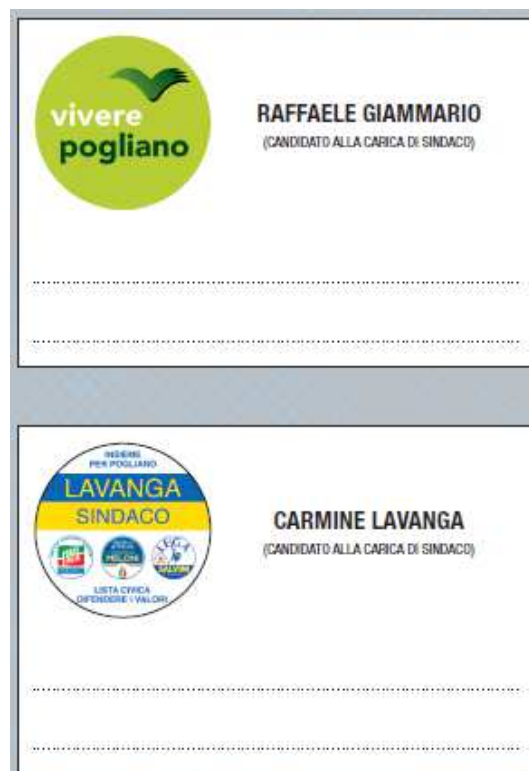 vivere
pogliano
RAFFAELE GIAMMARIO
(CANDIDATO ALLA CARICA DI SINDACO)
INSIEME
PER POGLIANO
LAVANGA
SINDACO
MELONI
LEGA
SALVINI
LISTA CIVICA
DIFENDERE I VALORI
CARMINE LAVANGA
(CANDIDATO ALLA CARICA DI SINDACO)